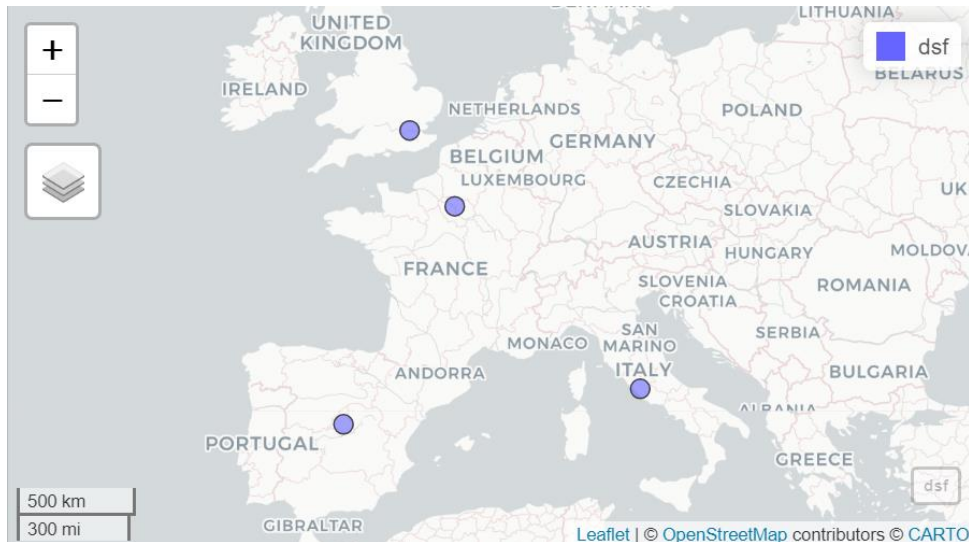 DENMARK
LITHUANIA
UNITED
KINGDOM
+
dsf
BELARUS
−
IRELAND
NETHERLANDS
POLAND
GERMANY
BELGIUM
LUXEMBOURG
CZECHIA
UK
SLOVAKIA
AUSTRIA
HUNGARY
MOLDOV
FRANCE
SLOVENIA
ROMANIA
CROATIA
SAN
MARINO
SERBIA
MONACO
ITALY
ANDORRA
BULGARIA
ALBANIA
PORTUGAL
GREECE
dsf
500 km
300 mi
GIBRALTAR
Leaflet | © OpenStreetMap contributors © CARTO